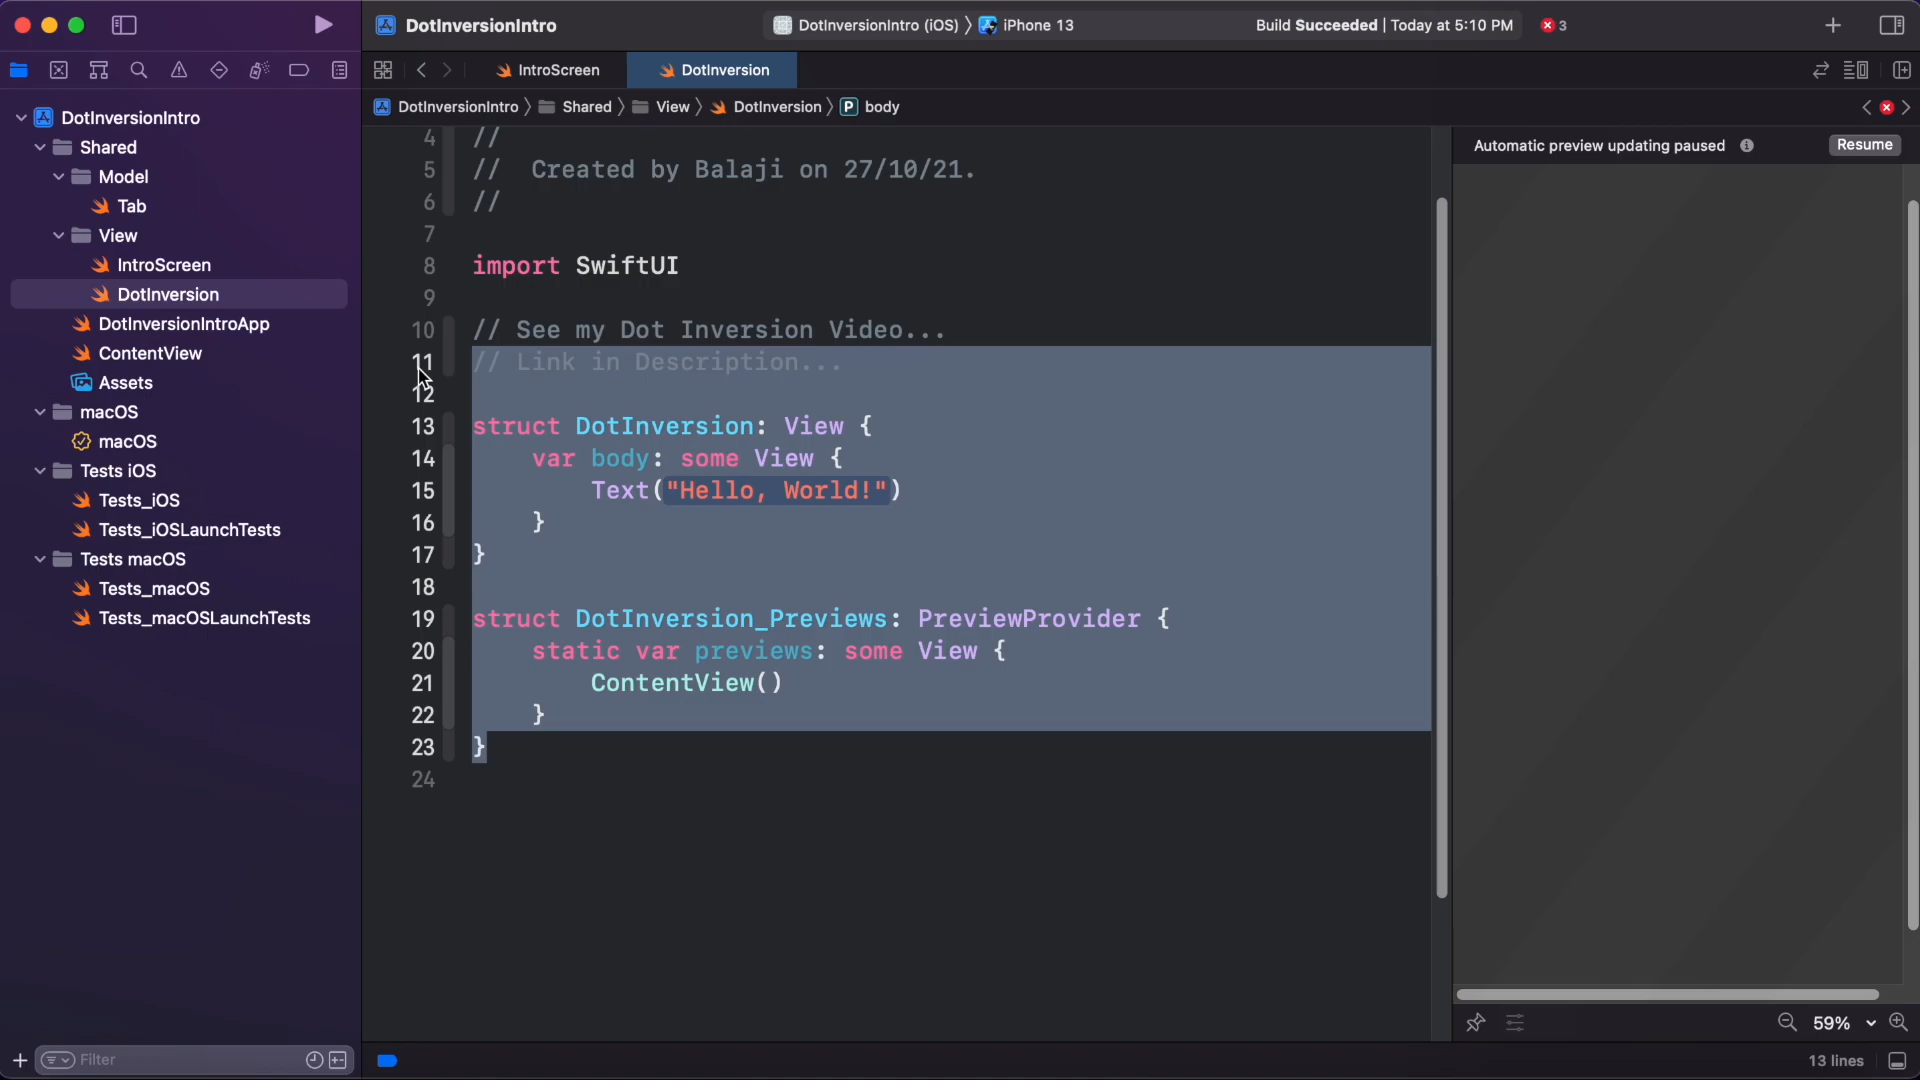 DotInversionIntro
DotInversionIntro (iOS) 〉 iPhone 13
Build Succeeded | Today at 5:10 PM
3
IntroScreen
DotInversion
DotInversionIntro 〉 Shared 〉 View 〉 DotInversion 〉 P body
DotInversionIntro
Shared
Model
Tab
View
IntroScreen
DotInversion
DotInversionIntroApp
ContentView
Assets
macOS
macOS
Tests iOS
Tests_iOS
Tests_iOSLaunchTests
Tests macOS
Tests_macOS
Tests_macOSLaunchTests
Filter
4 //
5 //  Created by Balaji on 27/10/21.
6 //
7
8 import SwiftUI
9
10 // See my Dot Inversion Video...
11 // Link in Description...
12
13 struct DotInversion: View {
14     var body: some View {
15         Text("Hello, World!")
16     }
17 }
18
19 struct DotInversion_Previews: PreviewProvider {
20     static var previews: some View {
21         ContentView()
22     }
23 }
24
Automatic preview updating paused
Resume
59%
13 lines